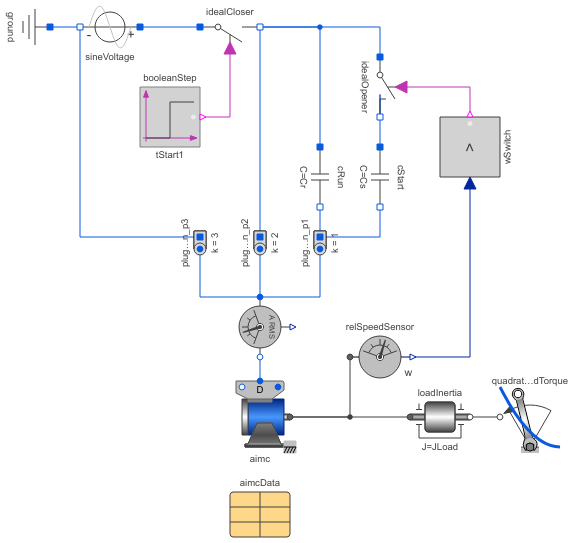 ground
idealCloser
- +
sineVoltage
booleanStep
tStart1
idealOpener
>
wSwitch
C=Cr
cRun
C=Cs
cStart
plug…n_p3
k = 3
plug…n_p2
k = 2
plug…n_p1
k = 1
A RMS
relSpeedSensor
w
D
aimc
loadInertia
J=JLoad
quadrat…dTorque
aimcData